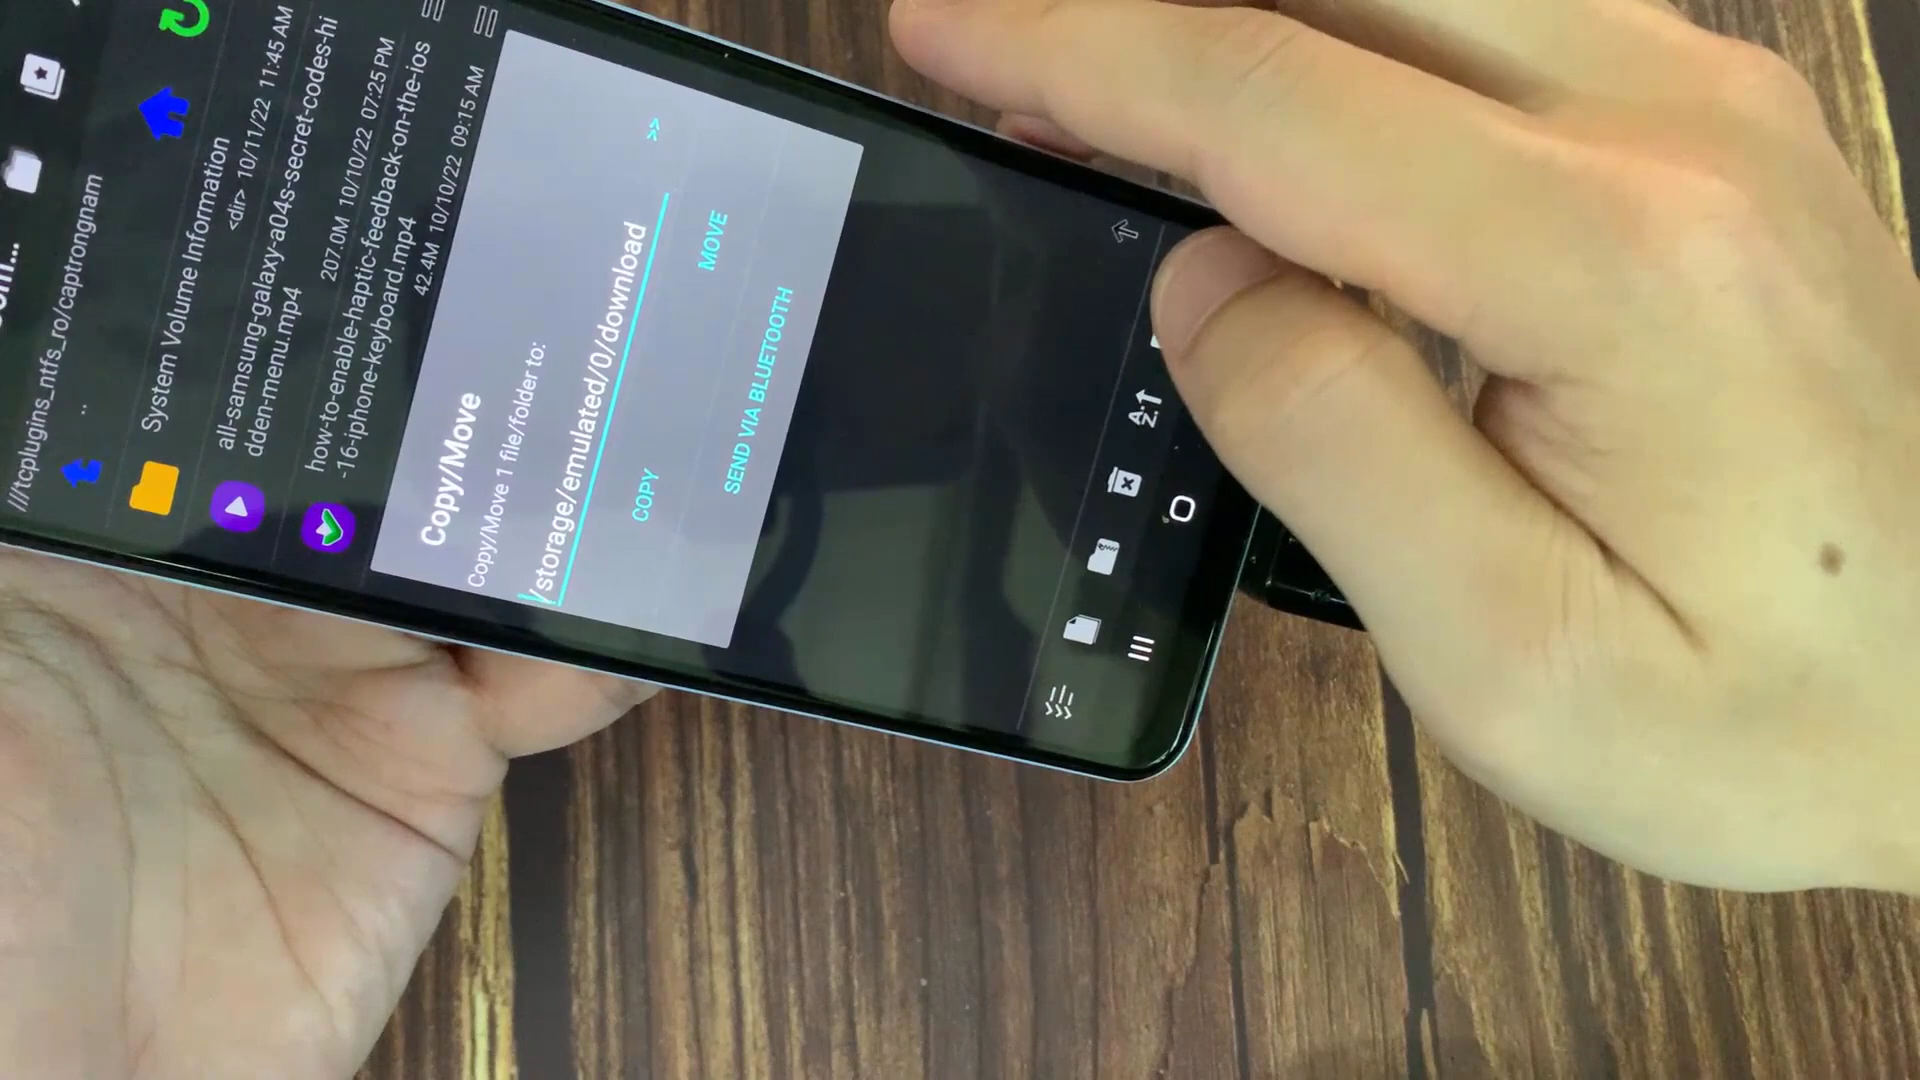 ///tcplugins_ntfs_ro/captrongnam
..
System Volume Information
<dir> 10/11/22 11:45 AM
all-samsung-galaxy-a04s-secret-codes-hi
dden-menu.mp4
207.0M 10/10/22 07:25 PM
how-to-enable-haptic-feedback-on-the-ios
-16-iphone-keyboard.mp4
42.4M 10/10/22 09:15 AM
Copy/Move
Copy/Move 1 file/folder to:
/storage/emulated/0/download
>>
COPY
MOVE
SEND VIA BLUETOOTH